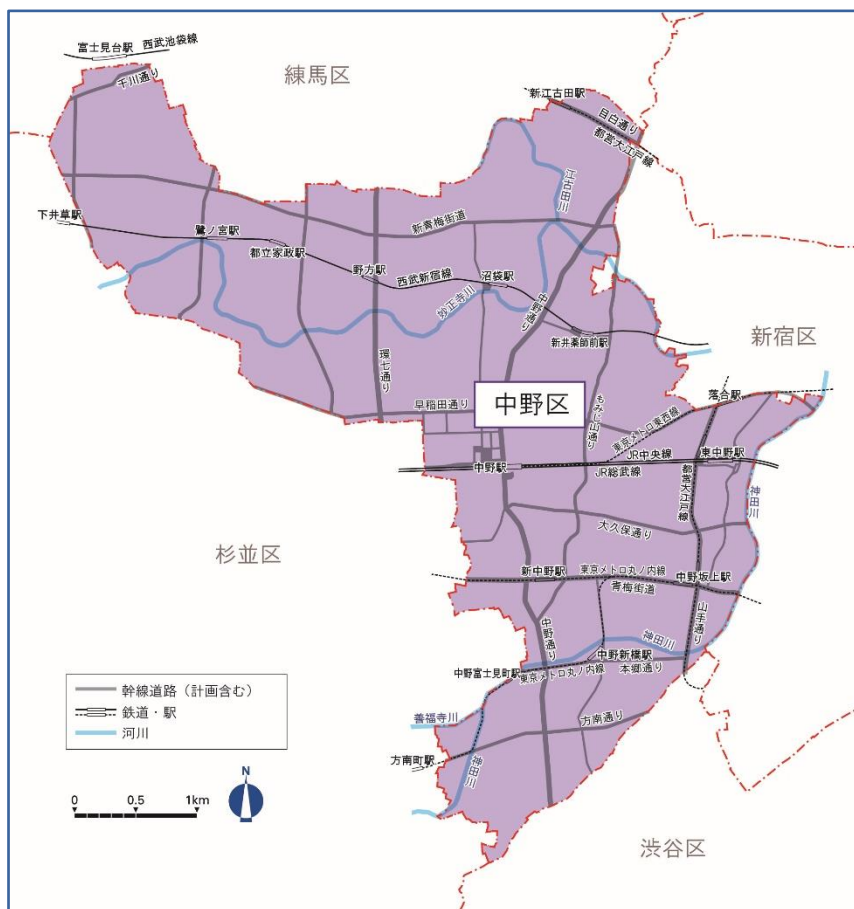 富士見台駅
西武池袋線
千川通り
練馬区
新江古田駅
目白通り
都営大江戸線
江古田川
下井草駅
鷺ノ宮駅
新青梅街道
都立家政駅
野方駅
西武新宿線
沼袋駅
妙正寺川
中野通り
新井薬師前駅
新宿区
環七通り
早稲田通り
中野区
もみじ山通り
東京メトロ東西線
落合駅
中野駅
JR中央線
JR総武線
東中野駅
都営大江戸線
神田川
大久保通り
杉並区
新中野駅
東京メトロ丸ノ内線
青梅街道
中野坂上駅
山手通り
中野通り
神田川
中野新橋駅
中野富士見町駅
東京メトロ丸ノ内線
本郷通り
善福寺川
方南通り
方南町駅
神田川
渋谷区
幹線道路（計画含む）
鉄道・駅
河川
N
0 0.5 1km